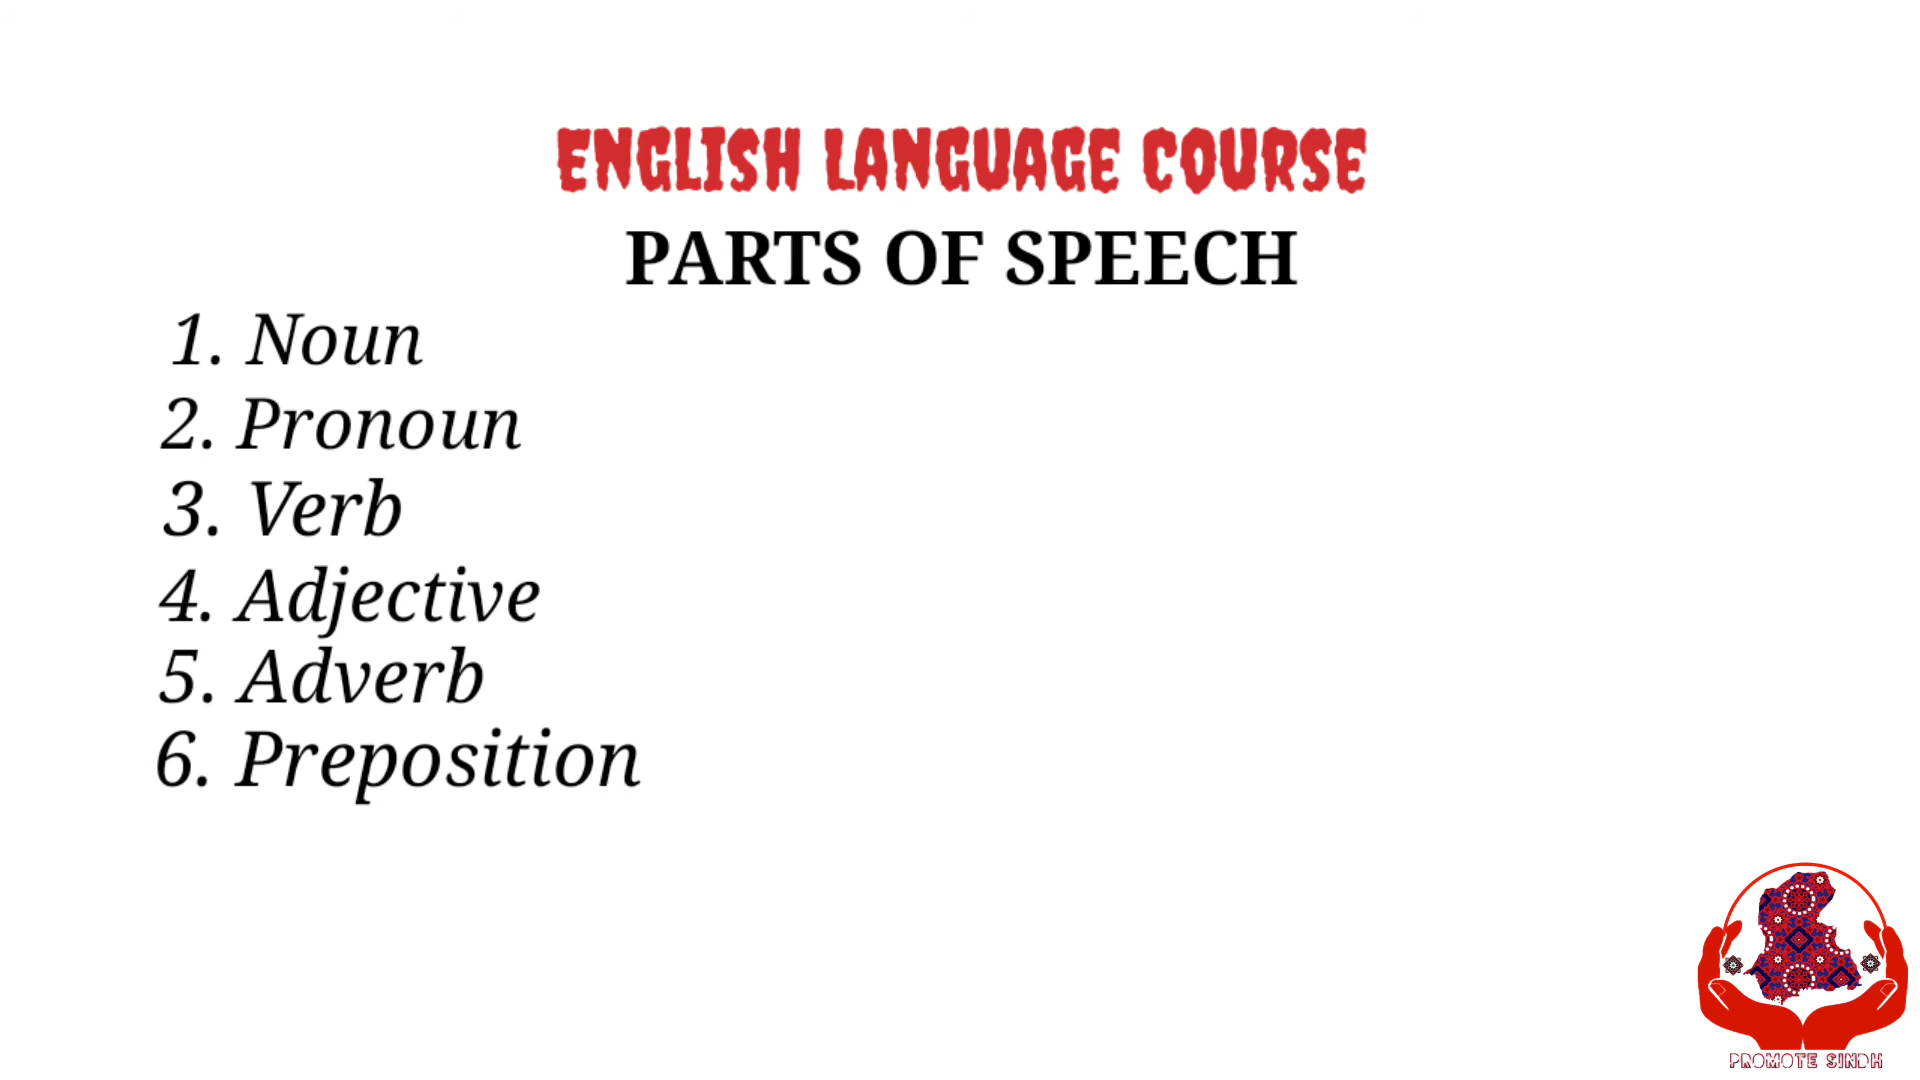 ENGLISH LANGUAGE COURSE
PARTS OF SPEECH
1. Noun
2. Pronoun
3. Verb
4. Adjective
5. Adverb
6. Preposition
PROMOTE SINDH